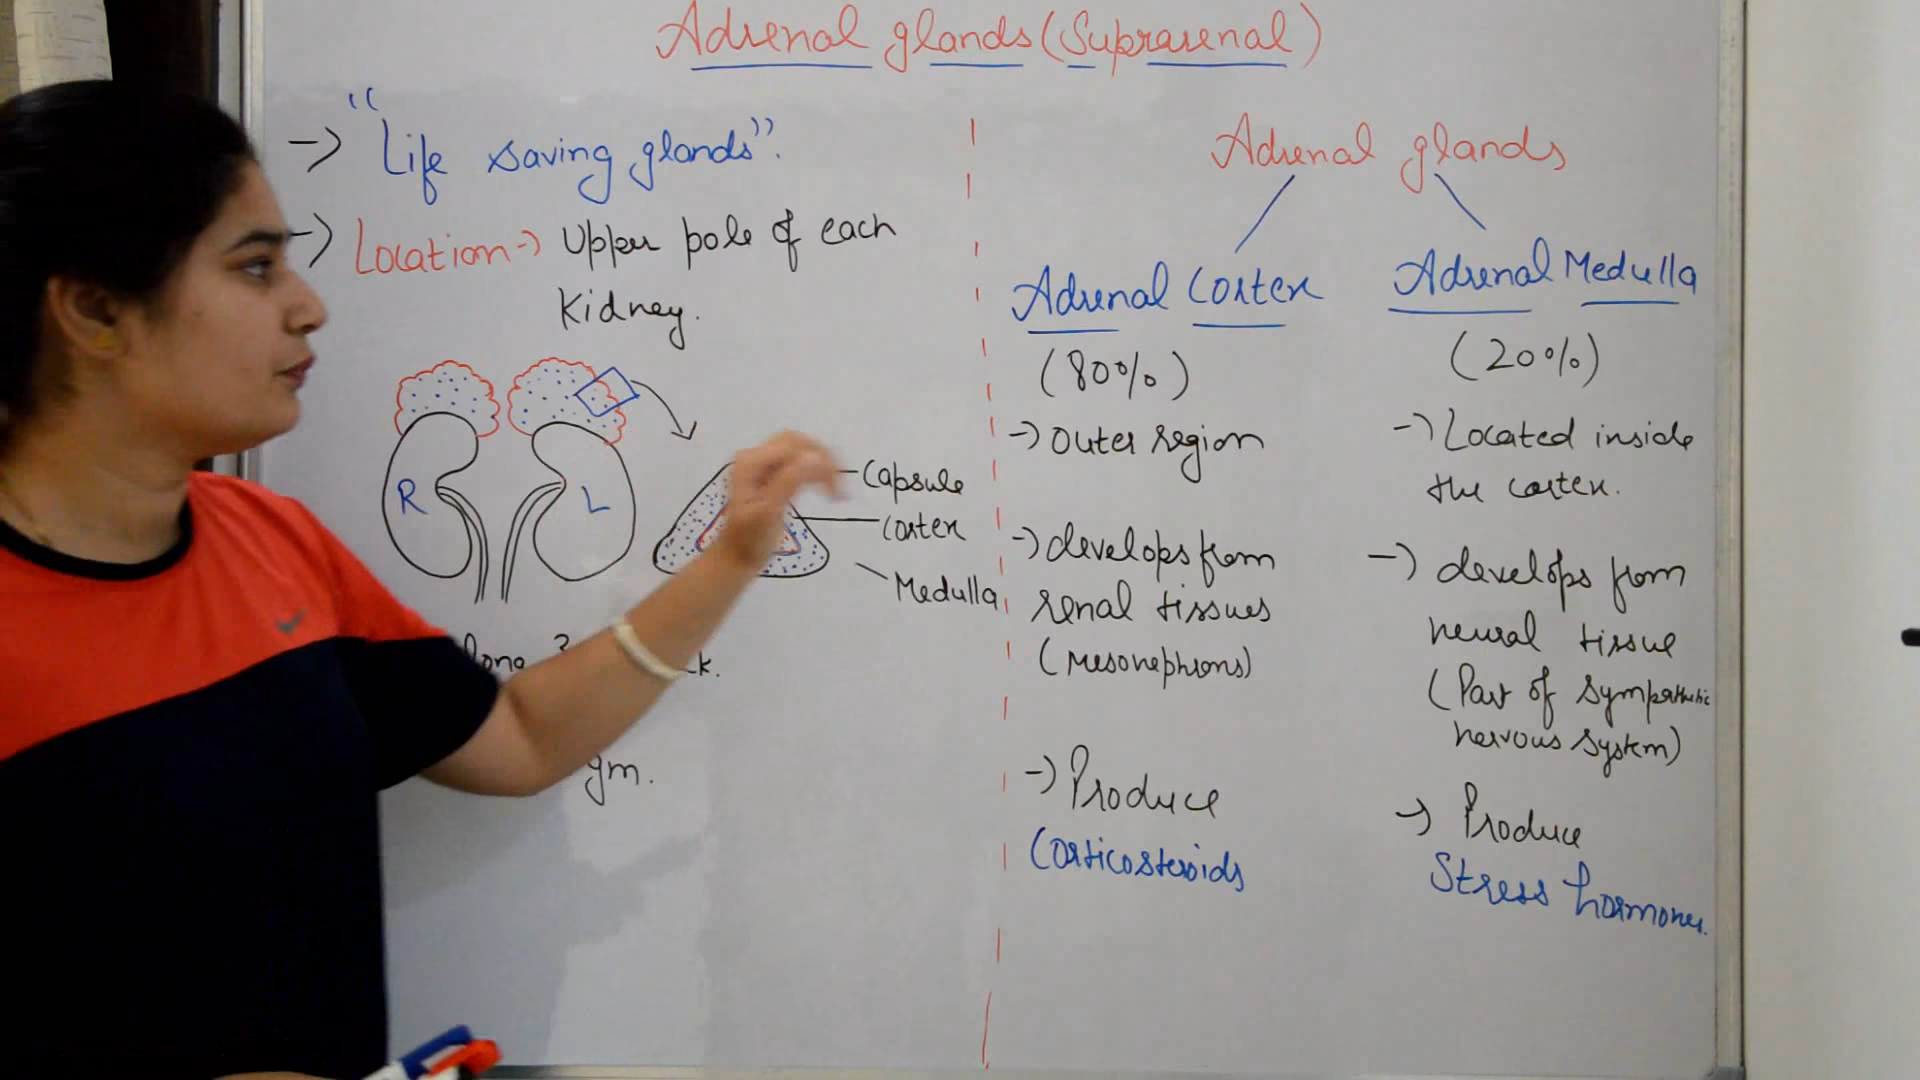 Adrenal glands (Suprarenal)
-> "Life saving glands".
-> Location -> Upper pole of each
Kidney.
R
L
Capsule
Cortex
Medulla
long
gm.
Adrenal glands
Adrenal Cortex
(80%)
-> Outer region
-> develops from
renal tissues
(mesonephrons)
-> Produce
Corticosteroids
Adrenal Medulla
(20%)
-> Located inside
the cortex.
-> develops from
neural tissue
(Part of sympathetic
nervous system)
-> Produce
Stress hormones.